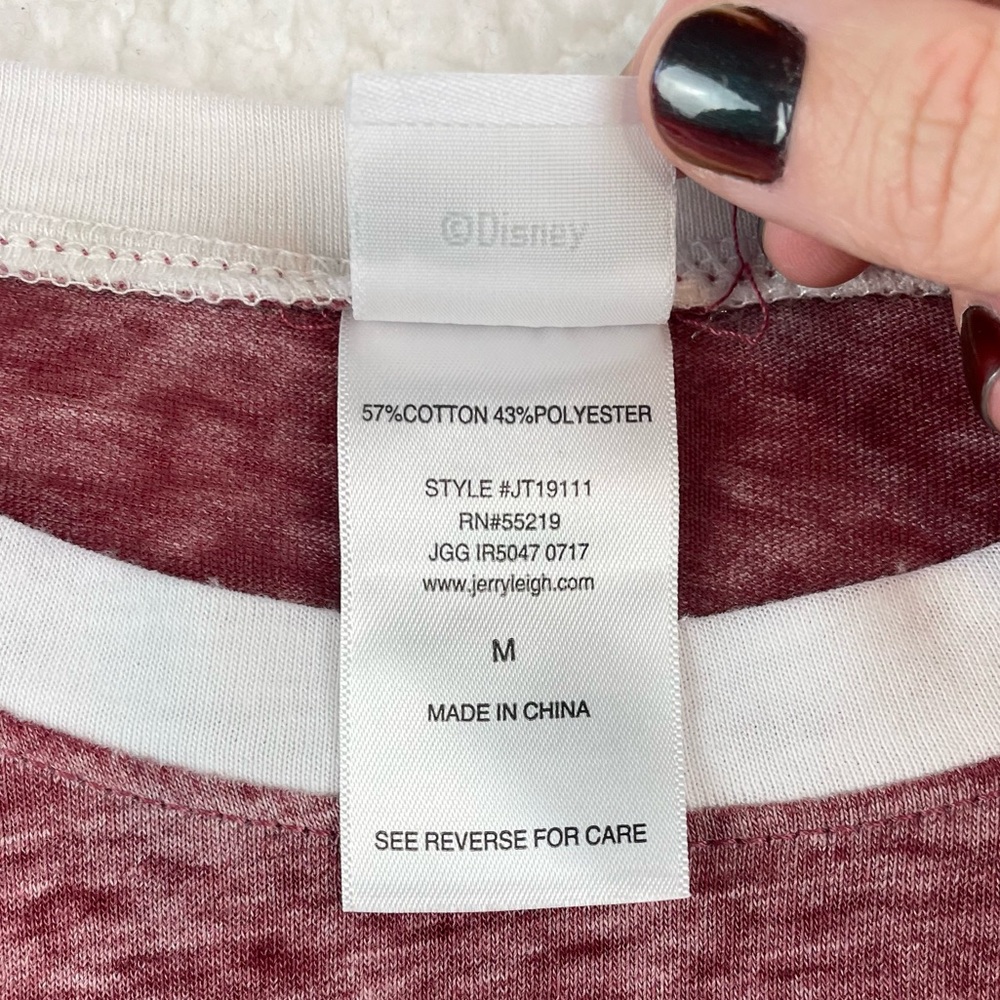 ©Disney
57%COTTON 43%POLYESTER
STYLE #JT19111
RN#55219
JGG IR5047 0717
www.jerryleigh.com
M
MADE IN CHINA
SEE REVERSE FOR CARE